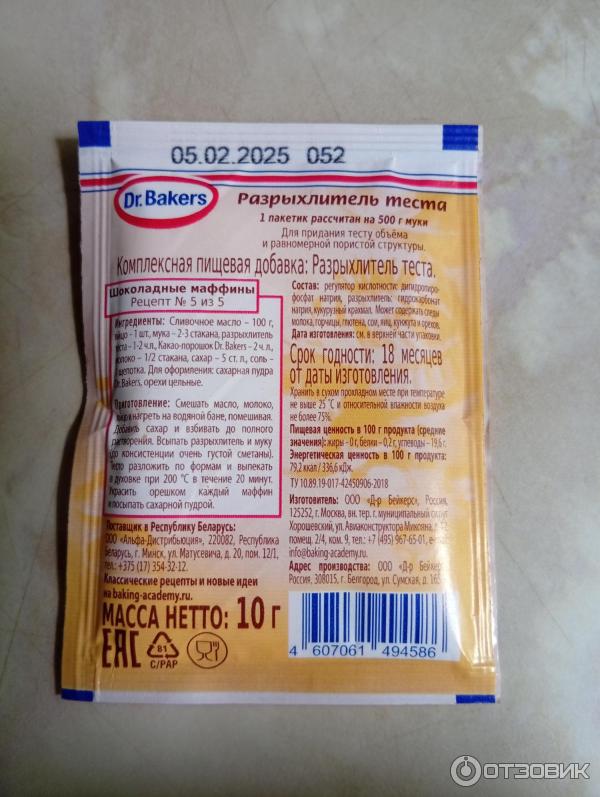 05.02.2025 052
Dr.Bakers
Разрыхлитель теста
1 пакетик рассчитан на 500 г муки
Для придания тесту объёма
и равномерной пористой структуры.
Комплексная пищевая добавка: Разрыхлитель теста.
Шоколадные маффины
Рецепт № 5 из 5
Ингредиенты: Сливочное масло – 100 г,
яйцо – 1 шт., мука – 2-3 стакана, разрыхлитель
теста – 1-2 ч.л., Какао-порошок Dr. Bakers – 2 ч. л.,
молоко – 1/2 стакана, сахар – 5 ст. л., соль –
щепотка. Для оформления: сахарная пудра
Dr. Bakers, орехи цельные.
Приготовление: Смешать масло, молоко,
нагреть на водяной бане, помешивая.
Добавить сахар и взбивать до полного
растворения. Всыпать разрыхлитель и муку
(до консистенции очень густой сметаны).
Тесто разложить по формам и выпекать
в духовке при 200 °C в течение 20 минут.
Украсить орешком каждый маффин
и посыпать сахарной пудрой.
Состав: регулятор кислотности: дигидропиро-
фосфат натрия, разрыхлитель: гидрокарбонат
натрия, кукурузный крахмал. Может содержать следы
молока, горчицы, глютена, сои, яиц, кунжута и орехов.
Дата изготовления: см. в верхней части упаковки.
Срок годности: 18 месяцев
от даты изготовления.
Хранить в сухом прохладном месте при температуре
не выше 25 °C и относительной влажности воздуха
не более 75%.
Пищевая ценность в 100 г продукта (средние
значения): жиры - 0 г, белки - 0,2 г, углеводы – 19,6 г.
Энергетическая ценность в 100 г продукта:
79,2 ккал / 336,6 кДж.
ТУ 10.89.19-017-42450906-2018
Изготовитель: ООО «Д-р Бейкерс», Россия,
125252, г. Москва, вн. тер. г. муниципальный округ
Хорошевский, ул. Авиаконструктора Микояна, д. 12,
помещ. 2/4, ком. 9, тел.: +7 (495) 967-65-01, e-mail:
info@baking-academy.ru
Адрес производства: ООО «Д-р Бейкерс»
Россия, 308015, г. Белгород, ул. Сумская, д. 16
Поставщик в Республику Беларусь:
ООО «Альфа-Дистрибьюция», 220082, Республика
Беларусь, г. Минск, ул. Матусевича, д. 20, пом. 12/1,
тел.: +375 (17) 354-32-12.
Классические рецепты и новые идеи
на baking-academy.ru.
МАССА НЕТТО: 10 г
EAC
81
C/PAP
4 607061 494586
ОТЗОВИК